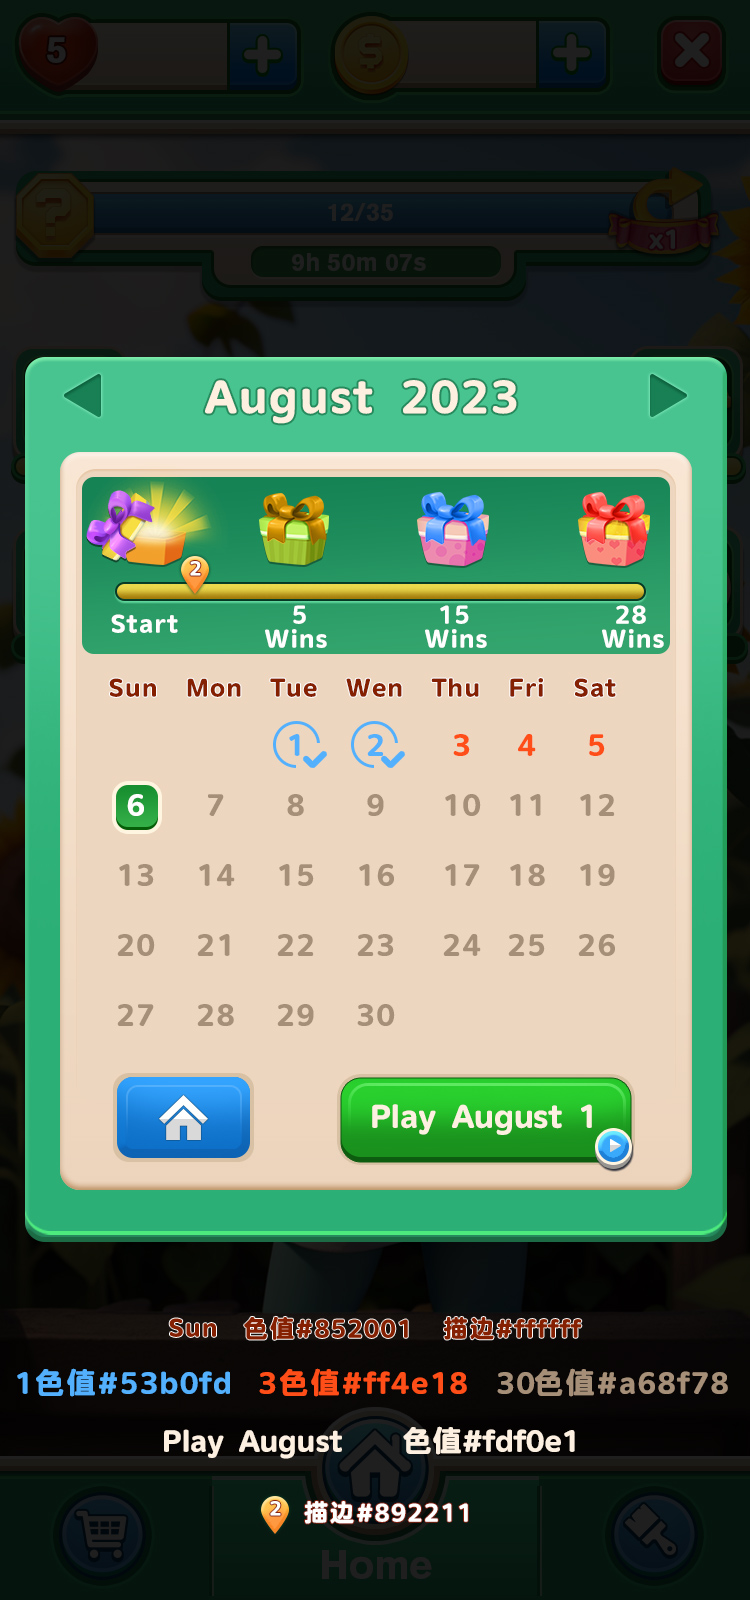 5
12/35
x1
9h 50m 07s
August 2023
2
Start
5 Wins
15 Wins
28 Wins
Sun Mon Tue Wen Thu Fri Sat
1 2 3 4 5
6 7 8 9 10 11 12
13 14 15 16 17 18 19
20 21 22 23 24 25 26
27 28 29 30
Play August 1
Sun 色值#852001 描边#ffffff
1色值#53b0fd 3色值#ff4e18 30色值#a68f78
Play August 色值#fdf0e1
2 描边#892211
Home